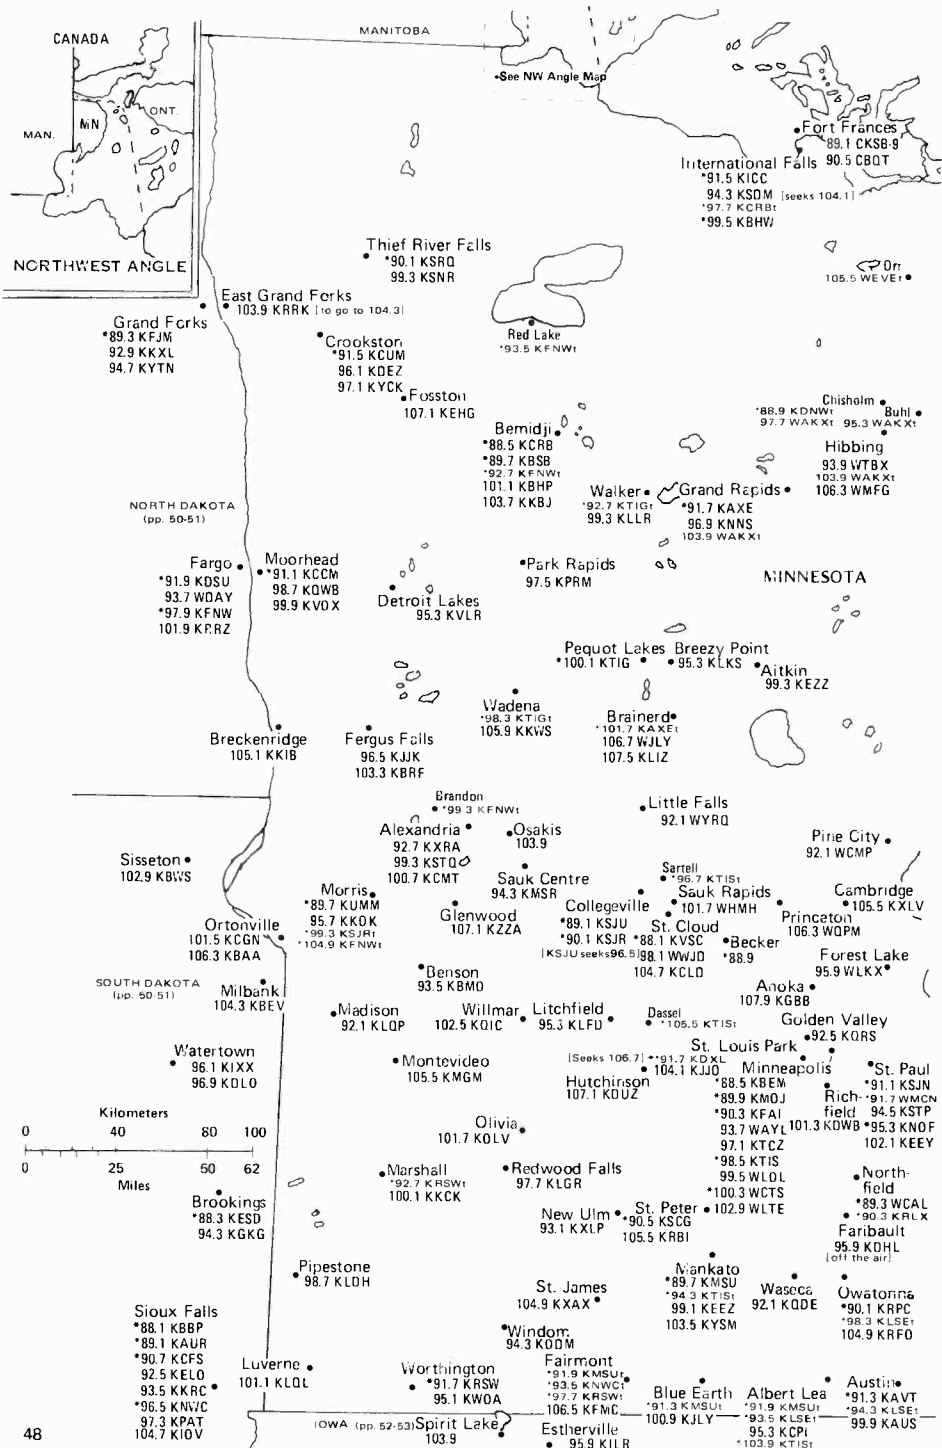 MANITOBA
CANADA
ONT.
MN
MAN.
NORTHWEST ANGLE
•See NW Angle Map
Fort Frances
89.1 CKSB-9
90.5 CBQT
International Falls
*91.5 KICC
94.3 KSDM [seeks 104.1]
*97.7 KCRBt
*99.5 KBHW
Thief River Falls
*90.1 KSRQ
99.3 KSNR
Orr
105.5 WEVEt
East Grand Forks
103.9 KRRK [to go to 104.3]
Grand Forks
*89.3 KFJM
92.9 KKXL
94.7 KYTN
Crookston
*91.5 KCUM
96.1 KDEZ
97.1 KYCK
Red Lake
*93.5 KFNWt
Fosston
107.1 KEHG
Chisholm
*88.9 KDNWt
97.7 WAKXt
Buhl
95.3 WAKXt
Bemidji
*88.5 KCRB
*89.7 KBSB
*92.7 KFNWt
101.1 KBHP
103.7 KKBJ
Hibbing
93.9 WTBX
103.9 WAKXt
106.3 WMFG
Walker
*92.7 KTIGt
99.3 KLLR
Grand Rapids
*91.7 KAXE
96.9 KNNS
103.9 WAKXt
NORTH DAKOTA
(pp. 50-51)
Fargo
*91.9 KDSU
93.7 WDAY
*97.9 KFNW
101.9 KPRZ
Moorhead
*91.1 KCCM
98.7 KQWB
99.9 KVOX
Park Rapids
97.5 KPRM
MINNESOTA
Detroit Lakes
95.3 KVLR
Pequot Lakes
*100.1 KTIG
Breezy Point
95.3 KLKS
Aitkin
99.3 KEZZ
Wadena
*98.3 KTIGt
105.9 KKWS
Brainerd
*101.7 KAXEt
106.7 WJLY
107.5 KLIZ
Breckenridge
105.1 KKIB
Fergus Falls
96.5 KJJK
103.3 KBRF
Brandon
*99.3 KFNWt
Little Falls
92.1 WYRQ
Alexandria
92.7 KXRA
99.3 KSTQ
100.7 KCMT
Osakis
103.9
Pine City
92.1 WCMP
Sisseton
102.9 KBWS
Sauk Centre
94.3 KMSR
Sartell
*96.7 KTISt
Morris
*89.7 KUMM
95.7 KKOK
*99.3 KSJRt
*104.9 KFNWt
Glenwood
107.1 KZZA
Collegeville
*89.1 KSJU
*90.1 KSJR
[KSJU seeks 96.5]
Sauk Rapids
101.7 WHMH
St. Cloud
*88.1 KVSC
98.1 WWJO
104.7 KCLD
Princeton
106.3 WQPM
Cambridge
105.5 KXLV
Ortonville
101.5 KCGN
106.3 KBAA
Becker
*88.9
Forest Lake
95.9 WLKX
SOUTH DAKOTA
(pp. 50-51)
Milbank
104.3 KBEV
Benson
93.5 KBMO
Anoka
107.9 KGBB
Madison
92.1 KLQP
Willmar
102.5 KQIC
Litchfield
95.3 KLFD
Dassel
*105.5 KTISt
Golden Valley
92.5 KQRS
Watertown
96.1 KIXX
96.9 KDLO
Montevideo
105.5 KMGM
[Seeks 106.7]
Hutchinson
107.1 KDUZ
St. Louis Park
*91.7 KDXL
104.1 KJJO
Minneapolis
*88.5 KBEM
*89.9 KMOJ
*90.3 KFAI
93.7 WAYL
97.1 KTCZ
*98.5 KTIS
99.5 WLOL
*100.3 WCTS
102.9 WLTE
Rich-
field
101.3 KDWB
St. Paul
*91.1 KSJN
*91.7 WMCN
94.5 KSTP
*95.3 KNOF
102.1 KEEY
Kilometers
0 40 80 100
0 25 50 62
Miles
Olivia
101.7 KOLV
Marshall
*92.7 KRSWt
100.1 KKCK
Redwood Falls
97.7 KLGR
North-
field
*89.3 WCAL
*90.3 KRLX
Brookings
*88.3 KESD
94.3 KGKG
New Ulm
93.1 KXLP
St. Peter
*90.5 KSCG
105.5 KRBI
Faribault
95.9 KDHL
[off the air]
Pipestone
98.7 KLOH
St. James
104.9 KXAX
Mankato
*89.7 KMSU
*94.3 KTISt
99.1 KEEZ
103.5 KYSM
Waseca
92.1 KQDE
Owatonna
*90.1 KRPC
*98.3 KLSEt
104.9 KRFO
Sioux Falls
*88.1 KBBP
*89.1 KAUR
*90.7 KCFS
92.5 KELO
93.5 KKRC
*96.5 KNWC
97.3 KPAT
104.7 KIOV
Windom
94.3 KDOM
Luverne
101.1 KLQL
Worthington
*91.7 KRSW
95.1 KWOA
Fairmont
*91.9 KMSUt
*93.5 KNWCt
*97.7 KRSWt
106.5 KFMC
Blue Earth
*91.3 KMSUt
100.9 KJLY
Albert Lea
*91.9 KMSUt
*93.5 KLSEt
95.3 KCPI
*103.9 KTISt
Austin
*91.3 KAVT
*94.3 KLSEt
99.9 KAUS
IOWA (pp. 52-53)
Spirit Lake
103.9
Estherville
95.9 KILR
48